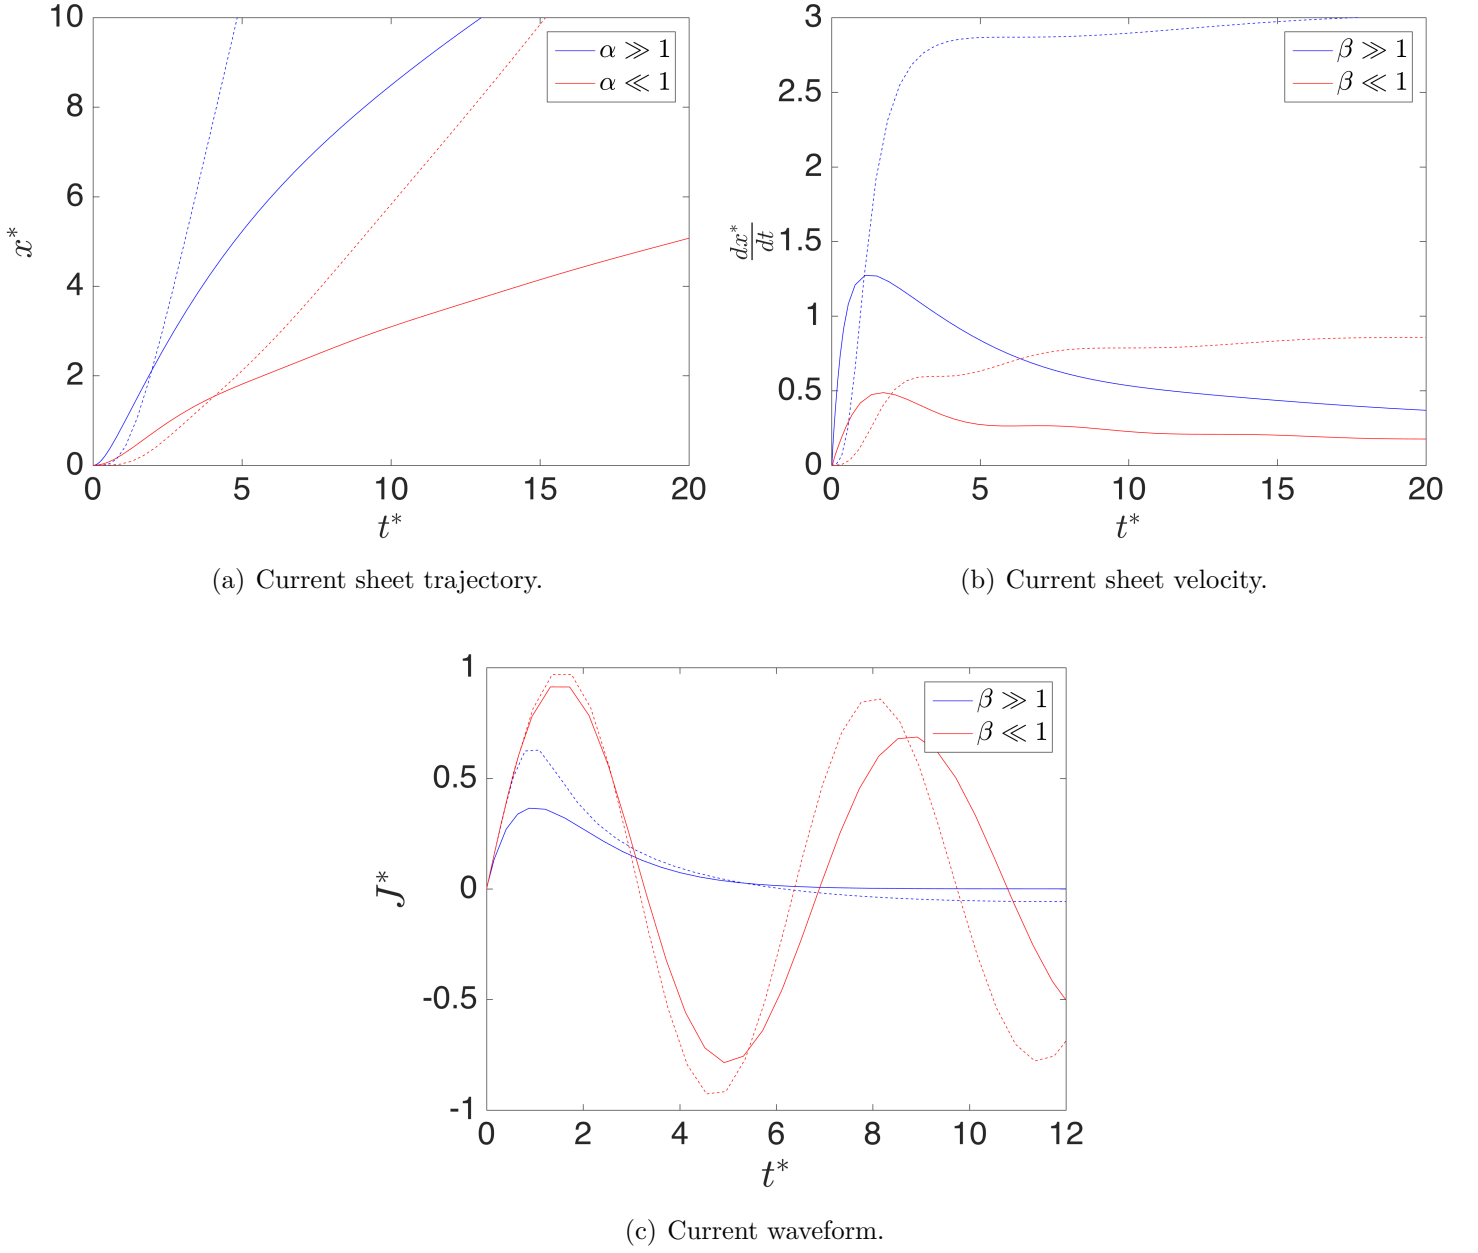 10
8
6
4
2
0
x*
0 5 10 15 20
t*
α ≫ 1
α ≪ 1
(a) Current sheet trajectory.
3
2.5
2
1.5
1
0.5
0
dx*/dt
0 5 10 15 20
t*
β ≫ 1
β ≪ 1
(b) Current sheet velocity.
1
0.5
0
-0.5
-1
J*
0 2 4 6 8 10 12
t*
β ≫ 1
β ≪ 1
(c) Current waveform.